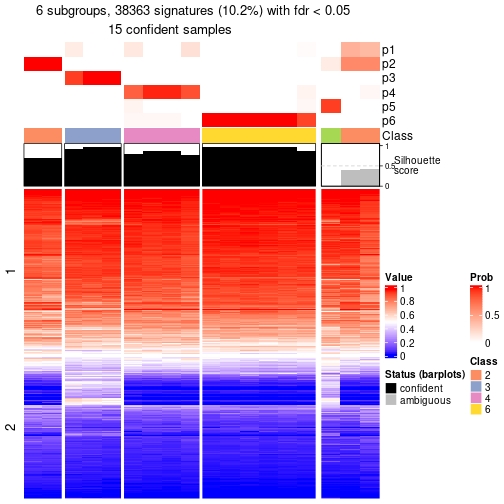 6 subgroups, 38363 signatures (10.2%) with fdr < 0.05
15 confident samples
p1
p2
p3
p4
p5
p6
Class
1
0.5
0
Silhouette
score
1
2
Value
1
0.8
0.6
0.4
0.2
0
Prob
1
0.5
0
Status (barplots)
confident
ambiguous
Class
2
3
4
6